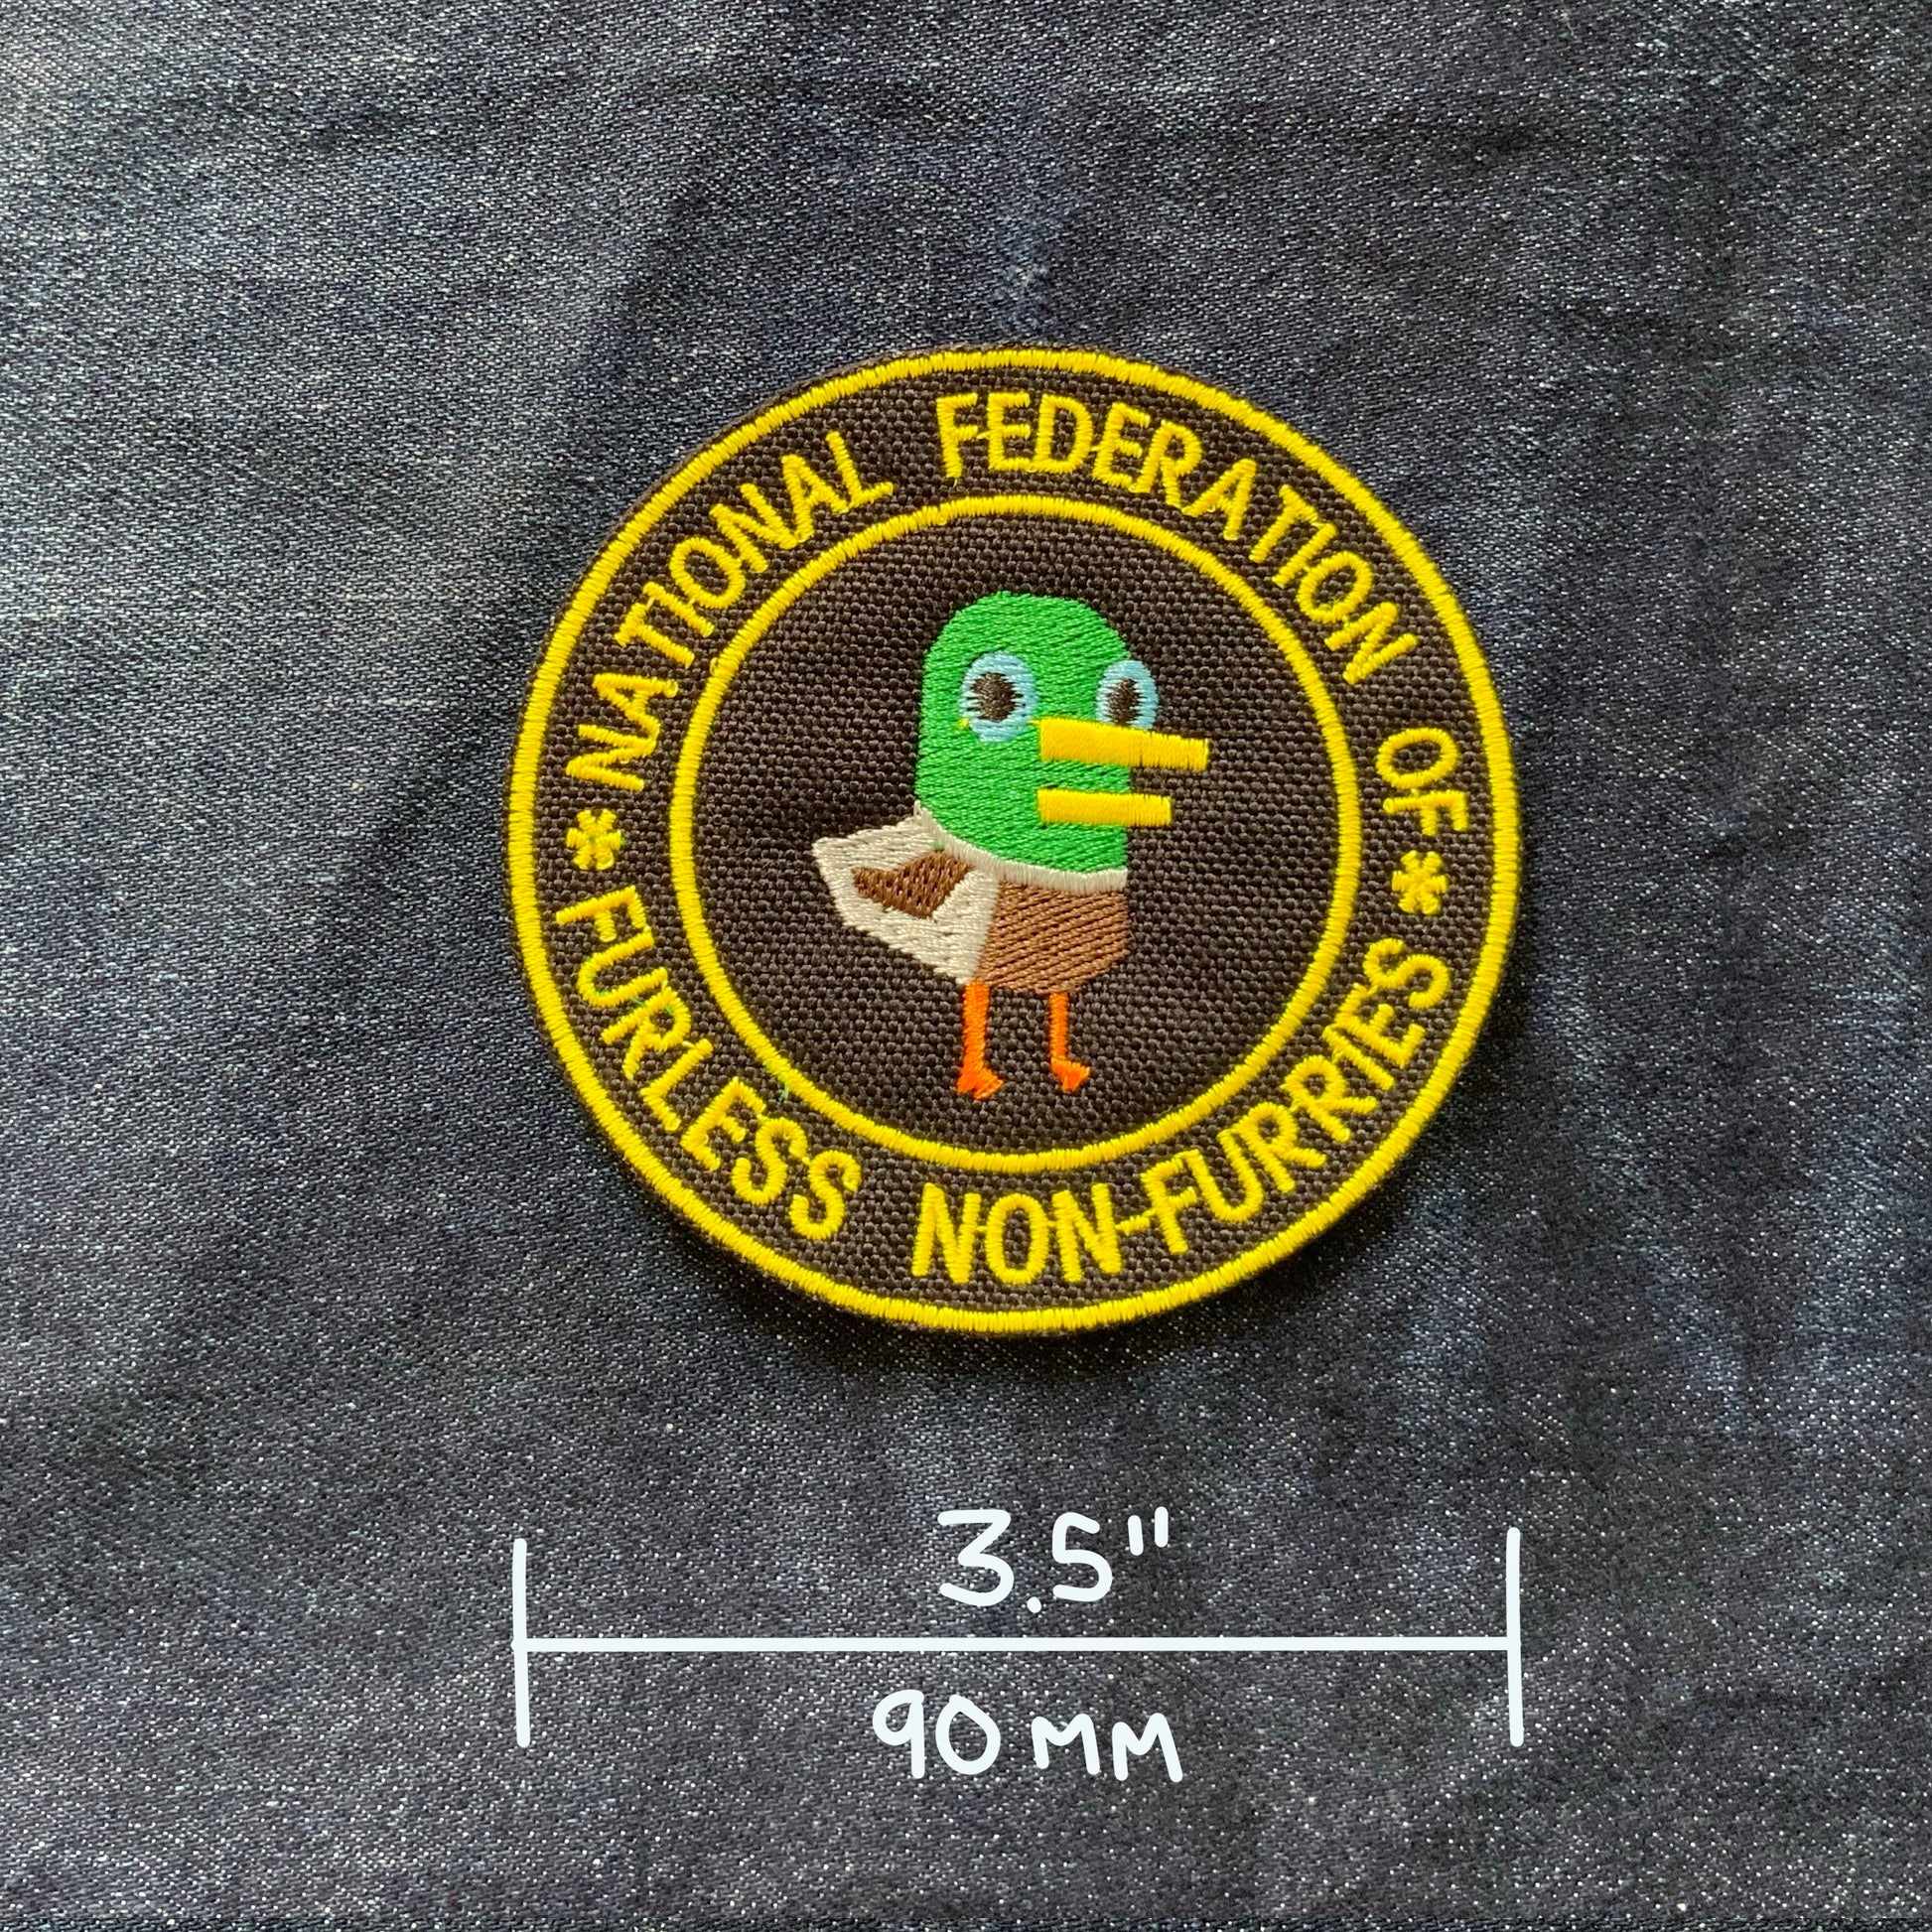 NATIONAL FEDERATION OF
FURLESS NON-FURRIES
3.5"
90 MM